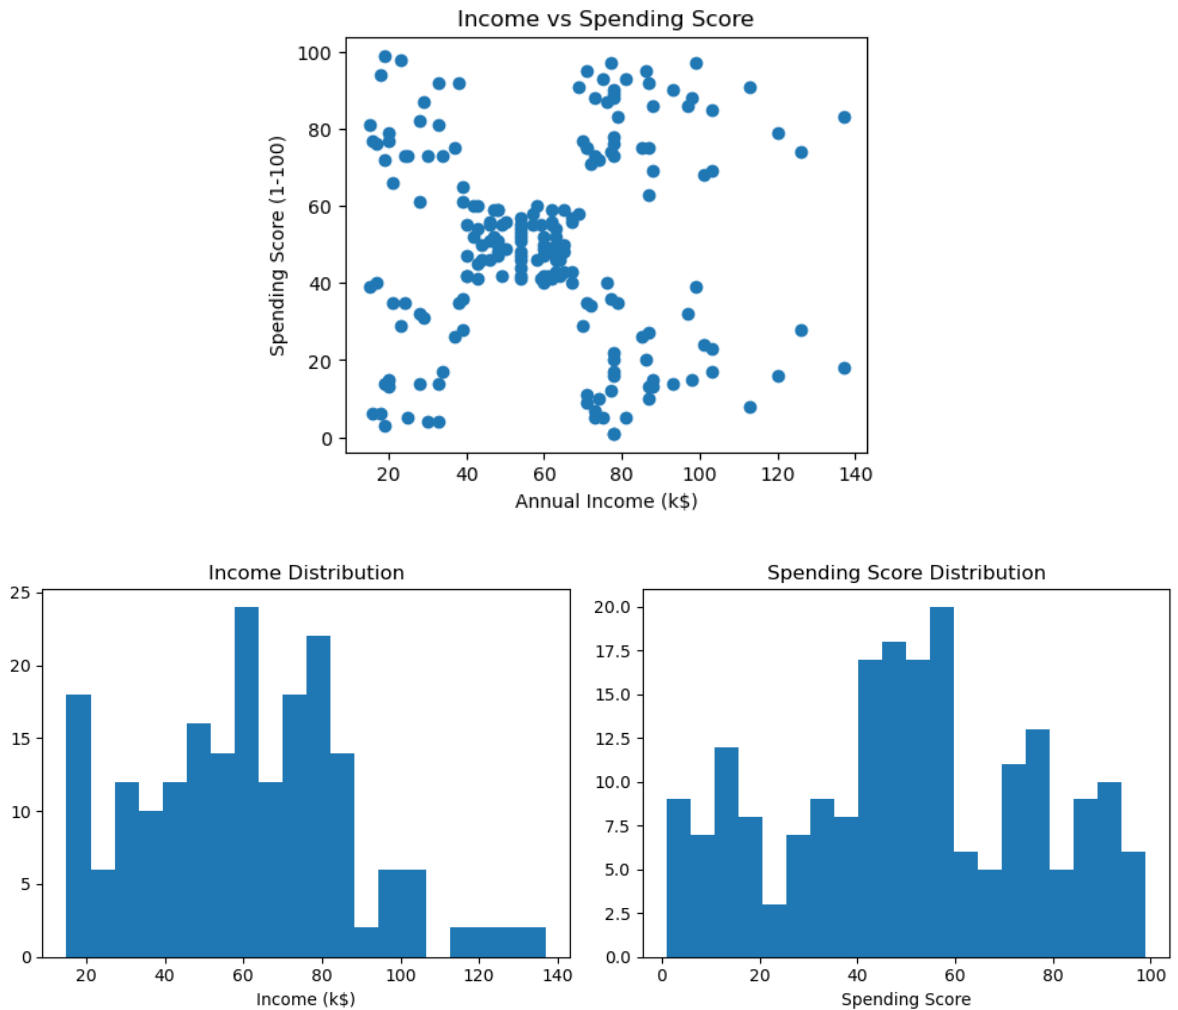 Income vs Spending Score
100
80
60
40
20
0
Spending Score (1-100)
20 40 60 80 100 120 140
Annual Income (k$)
Income Distribution
25
20
15
10
5
0
20 40 60 80 100 120 140
Income (k$)
Spending Score Distribution
20.0
17.5
15.0
12.5
10.0
7.5
5.0
2.5
0.0
0 20 40 60 80 100
Spending Score